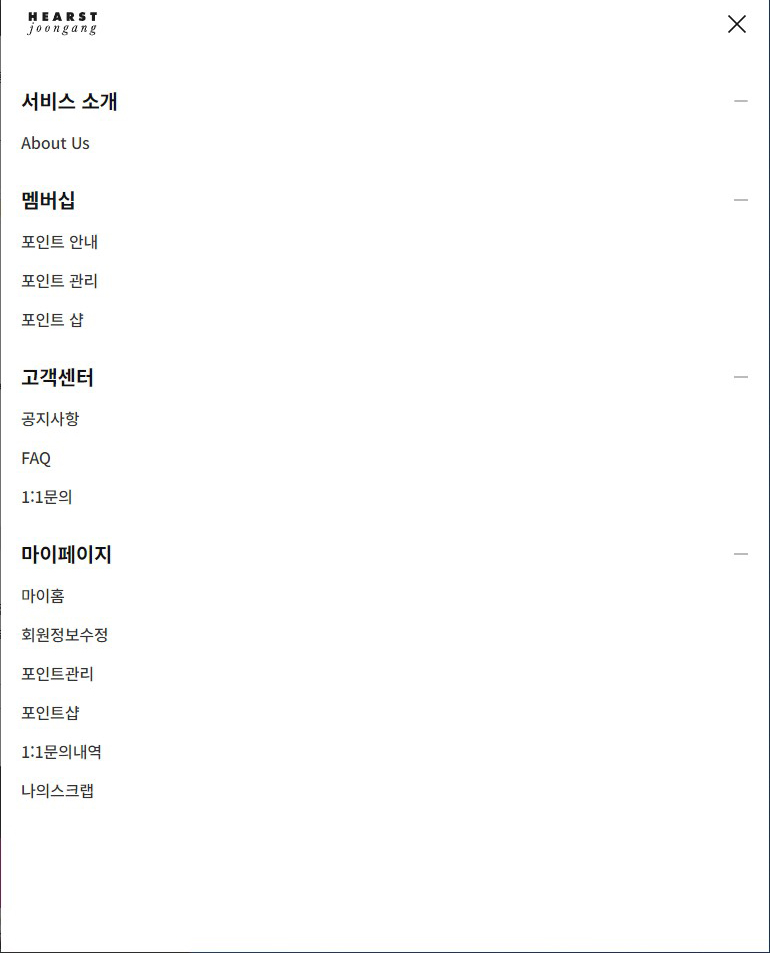 HEARST
joongang
서비스 소개
About Us
멤버십
포인트 안내
포인트 관리
포인트 샵
고객센터
공지사항
FAQ
1:1문의
마이페이지
마이홈
회원정보수정
포인트관리
포인트샵
1:1문의내역
나의스크랩